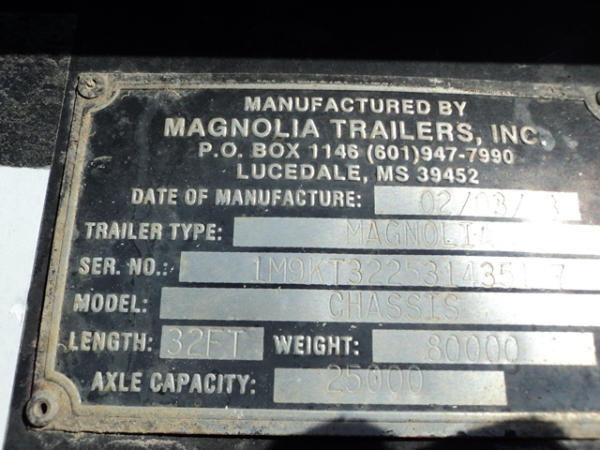 MANUFACTURED BY
MAGNOLIA TRAILERS, INC.
P.O. BOX 1146 (601)947-7990
LUCEDALE, MS 39452
DATE OF MANUFACTURE:
TRAILER TYPE: MAGNOLIA
SER. NO.:
MODEL: CHASSIS
LENGTH: 32FT WEIGHT: 80000
AXLE CAPACITY: 25000